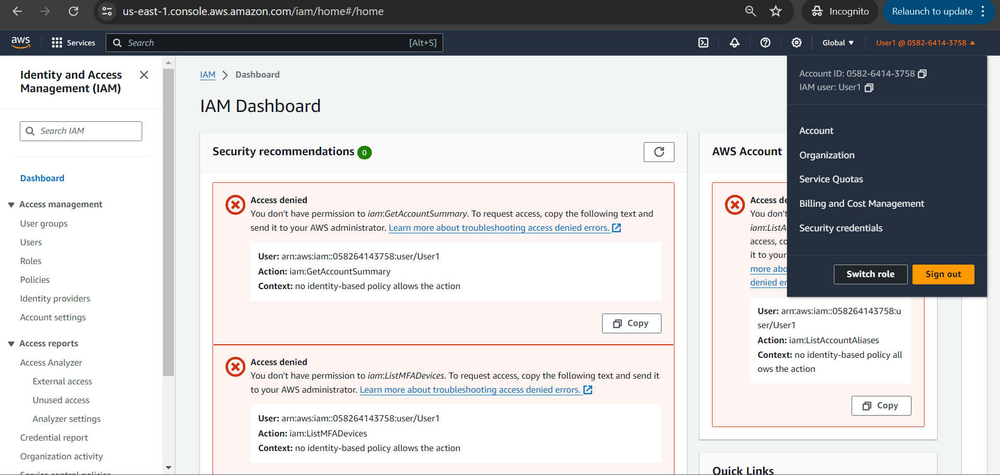 us-east-1.console.aws.amazon.com/iam/home#/home
Incognito
Relaunch to update
aws
Services
Search
[Alt+S]
Global
User1 @ 0582-6414-3758
Identity and Access
Management (IAM)
Search IAM
Dashboard
Access management
User groups
Users
Roles
Policies
Identity providers
Account settings
Access reports
Access Analyzer
External access
Unused access
Analyzer settings
Credential report
Organization activity
Service control policies
IAM
Dashboard
IAM Dashboard
Security recommendations 0
Access denied
You don't have permission to iam:GetAccountSummary. To request access, copy the following text and
send it to your AWS administrator. Learn more about troubleshooting access denied errors.
User: arn:aws:iam::058264143758:user/User1
Action: iam:GetAccountSummary
Context: no identity-based policy allows the action
Copy
Access denied
You don't have permission to iam:ListMFADevices. To request access, copy the following text and send it
to your AWS administrator. Learn more about troubleshooting access denied errors.
User: arn:aws:iam::058264143758:user/User1
Action: iam:ListMFADevices
Context: no identity-based policy allows the action
AWS Account
Access de
You don't
iam:ListA
access, co
it to your
more abo
denied er
User: arn:aws:iam::058264143758:u
ser/User1
Action: iam:ListAccountAliases
Context: no identity-based policy all
ows the action
Copy
Quick Links
Account ID: 0582-6414-3758
IAM user: User1
Account
Organization
Service Quotas
Billing and Cost Management
Security credentials
Switch role
Sign out